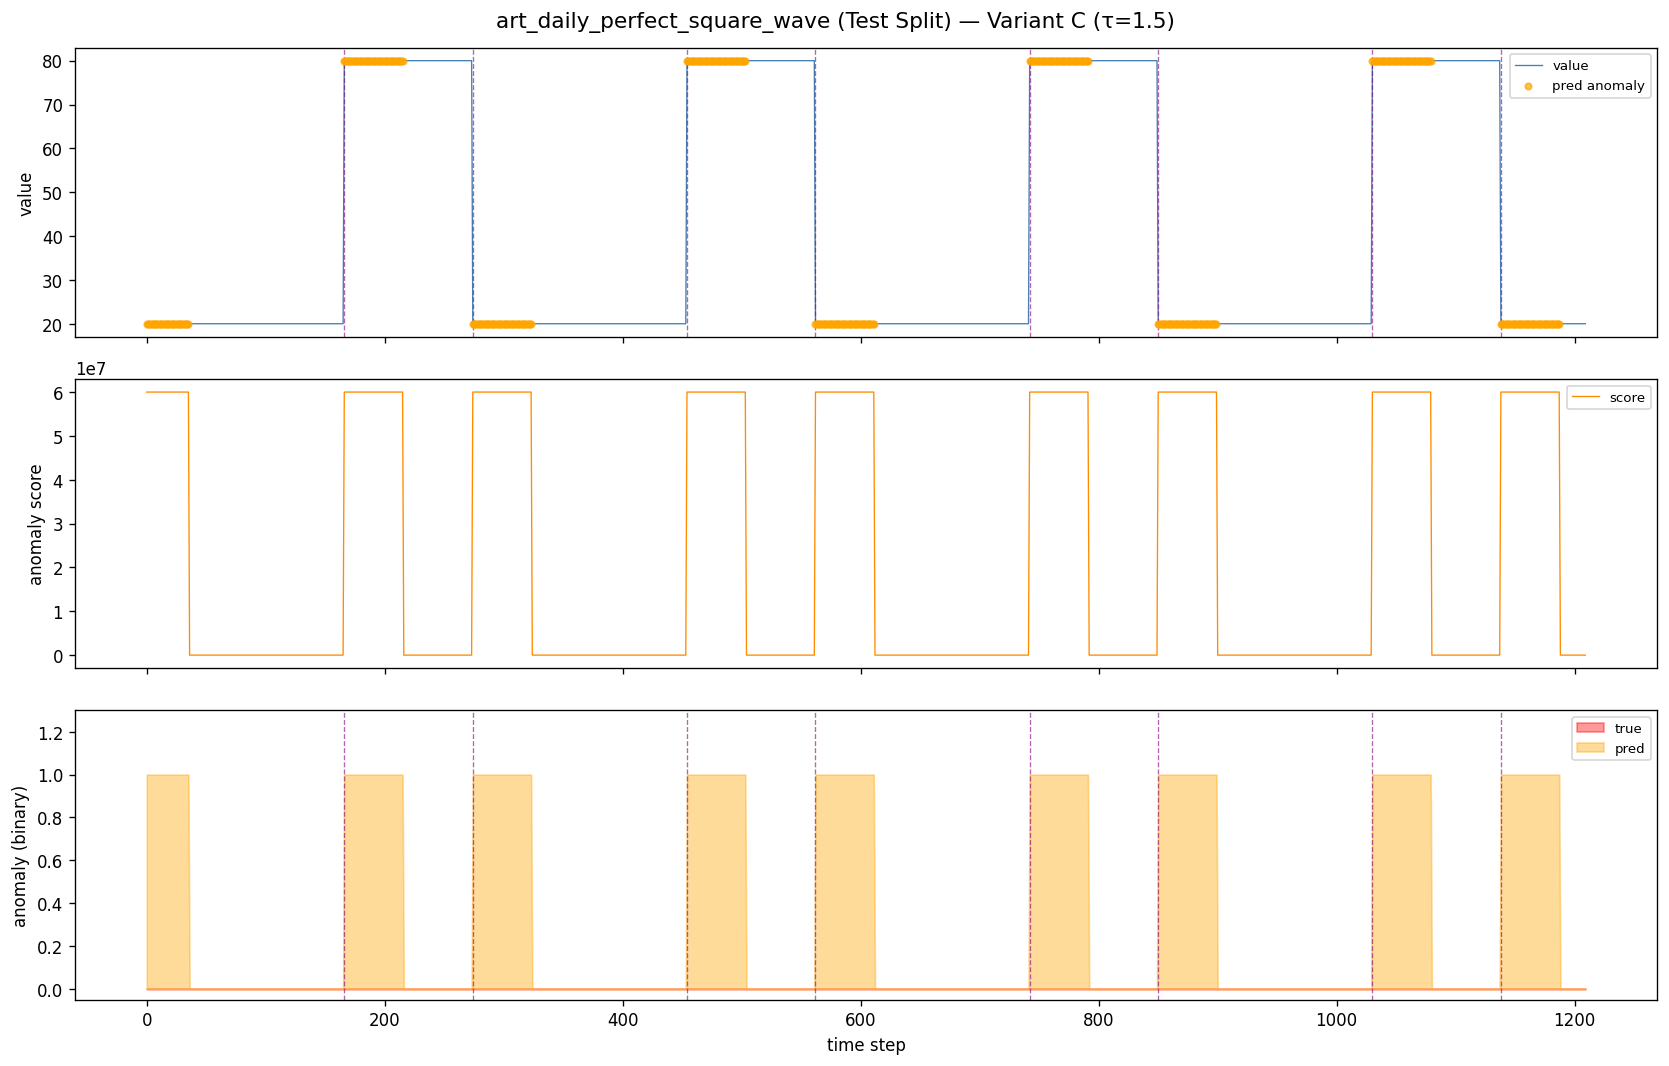 art_daily_perfect_square_wave (Test Split) — Variant C (τ=1.5)
value
pred anomaly
80
70
60
50
40
30
20
value
1e7
score
6
5
4
3
2
1
0
anomaly score
true
pred
1.2
1.0
0.8
0.6
0.4
0.2
0.0
anomaly (binary)
0
200
400
600
800
1000
1200
time step